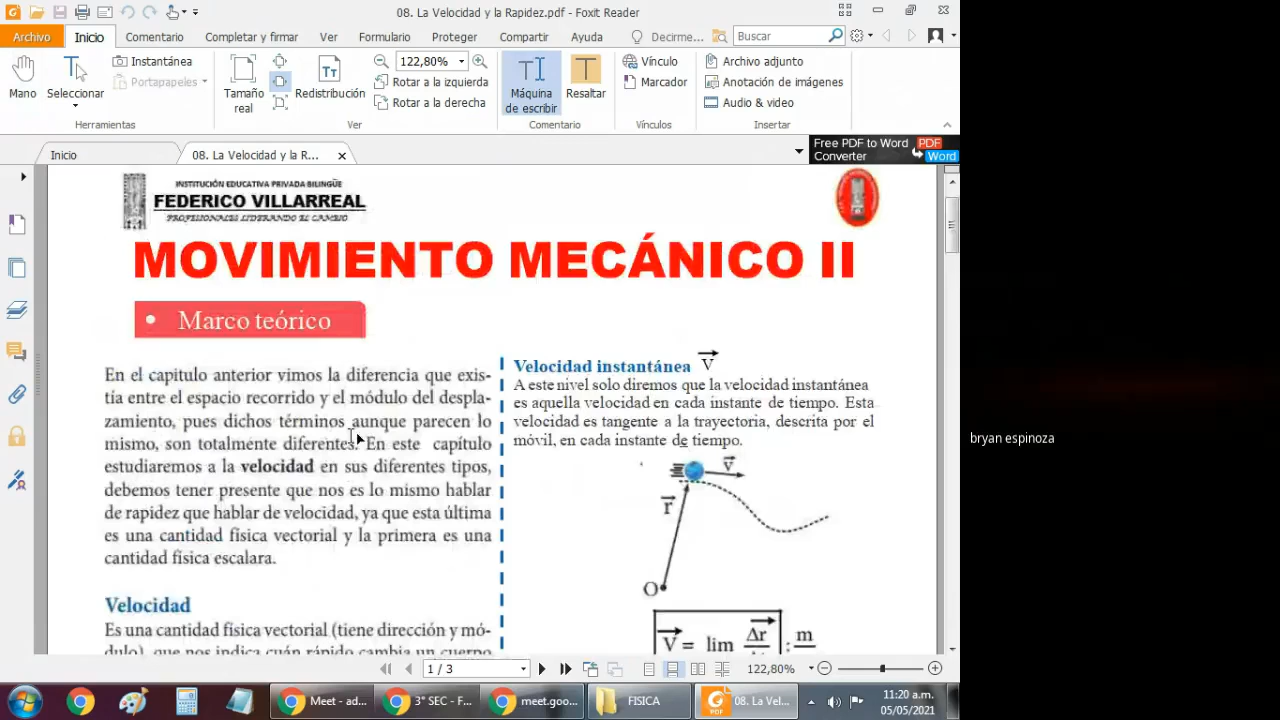 08. La Velocidad y la Rapidez.pdf - Foxit Reader
Archivo Inicio Comentario Completar y firmar Ver Formulario Proteger Compartir Ayuda Decirme... Buscar
Mano
Seleccionar
Instantánea
Portapapeles
Herramientas
Tamaño
real
Redistribución
122,80%
Rotar a la izquierda
Rotar a la derecha
Ver
Máquina
de escribir
Resaltar
Comentario
Vínculo
Marcador
Vínculos
Archivo adjunto
Anotación de imágenes
Audio & video
Insertar
Inicio
08. La Velocidad y la R...
Free PDF to Word
Converter
PDF
Word
INSTITUCIÓN EDUCATIVA PRIVADA BILINGÜE
FEDERICO VILLARREAL
PROFESIONALES LIDERANDO EL CAMBIO
MOVIMIENTO MECÁNICO II
• Marco teórico
En el capitulo anterior vimos la diferencia que exis-
tía entre el espacio recorrido y el módulo del despla-
zamiento, pues dichos términos aunque parecen lo
mismo, son totalmente diferentes. En este capítulo
estudiaremos a la velocidad en sus diferentes tipos,
debemos tener presente que nos es lo mismo hablar
de rapidez que hablar de velocidad, ya que esta última
es una cantidad física vectorial y la primera es una
cantidad física escalara.
Velocidad
Es una cantidad física vectorial (tiene dirección y mó-
dulo), que nos indica cuán rápido cambia un cuerpo
Velocidad instantánea V
A este nivel solo diremos que la velocidad instantánea
es aquella velocidad en cada instante de tiempo. Esta
velocidad es tangente a la trayectoria, descrita por el
móvil, en cada instante de tiempo.
v
r
O
V = lim Δr : m
1 / 3
122,80%
Meet - ad...
3° SEC - F...
meet.goo...
FISICA
08. La Vel...
11:20 a.m.
05/05/2021
bryan espinoza